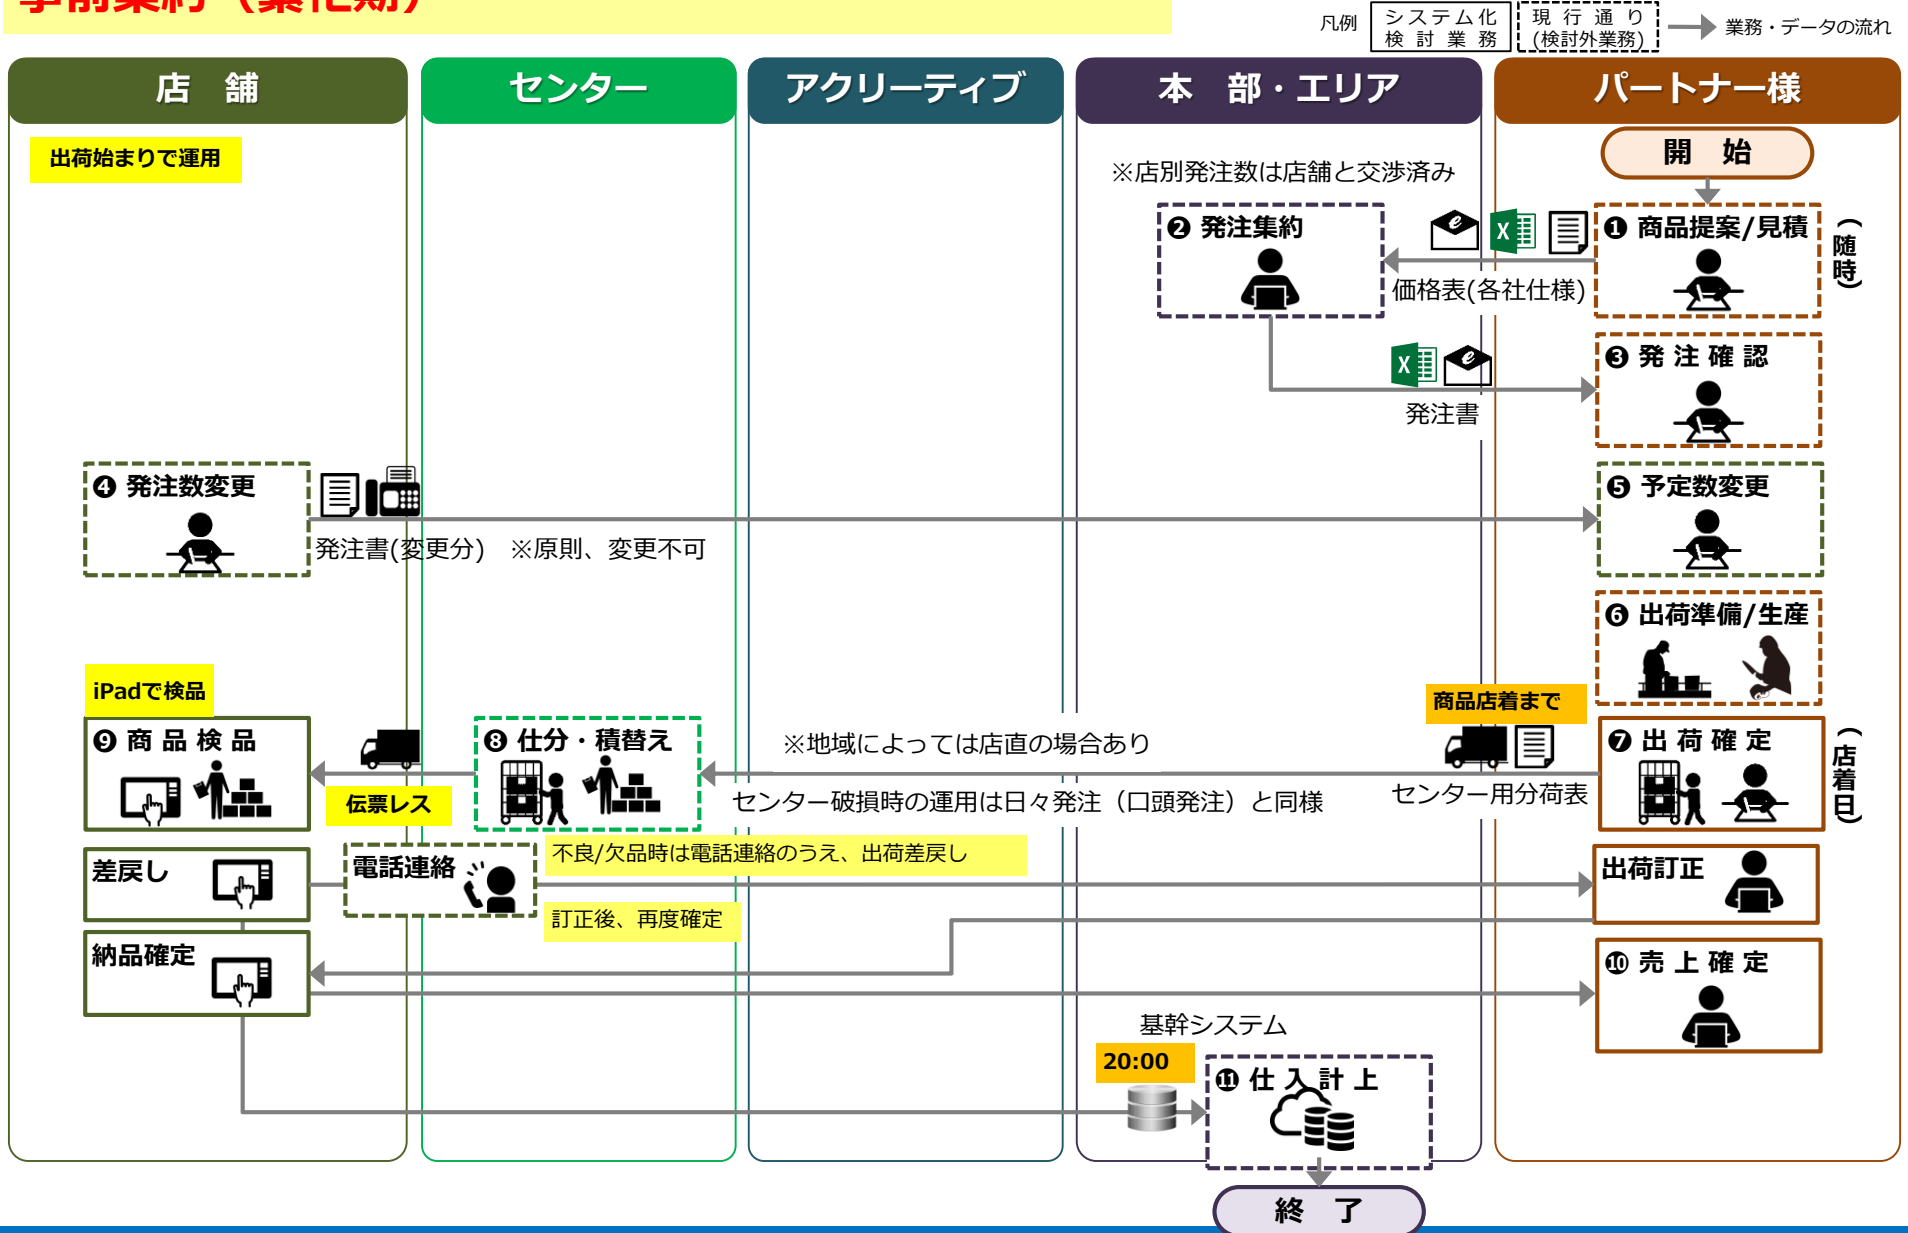 事前集約（繁忙期）
凡例
システム化
検討業務
現行通り
(検討外業務)
業務・データの流れ
店　舗
センター
アクリーティブ
本　部・エリア
パートナー様
出荷始まりで運用
開　始
※店別発注数は店舗と交渉済み
❷ 発注集約
❶ 商品提案/見積
（随時）
価格表(各社仕様)
❸ 発注確認
発注書
❹ 発注数変更
❺ 予定数変更
発注書(変更分)　※原則、変更不可
❻ 出荷準備/生産
iPadで検品
商品店着まで
❾ 商品検品
❽ 仕分・積替え
※地域によっては店直の場合あり
❼ 出荷確定
（店着日）
伝票レス
センター破損時の運用は日々発注（口頭発注）と同様
センター用分荷表
差戻し
電話連絡
不良/欠品時は電話連絡のうえ、出荷差戻し
出荷訂正
訂正後、再度確定
納品確定
❿ 売上確定
基幹システム
20:00
⓫ 仕入計上
終　了